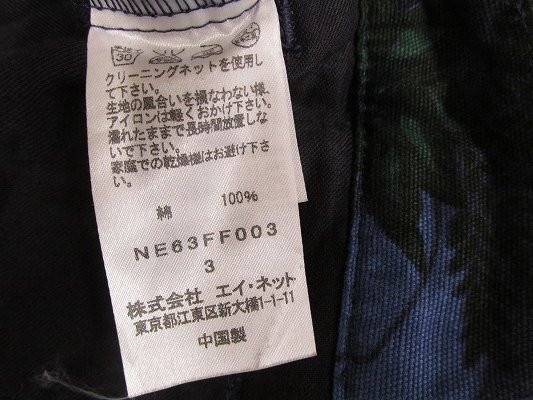 30
クリーニングネットを使用し
て下さい。
生地の風合いを損なわない様、
アイロンは軽くおかけ下さい。
濡れたままで長時間放置しな
いで下さい。
家庭での乾燥機はお避け下さ
い。
綿 100%
NE63FF003
3
株式会社 エイ・ネット
東京都江東区新大橋1-1-11
中国製